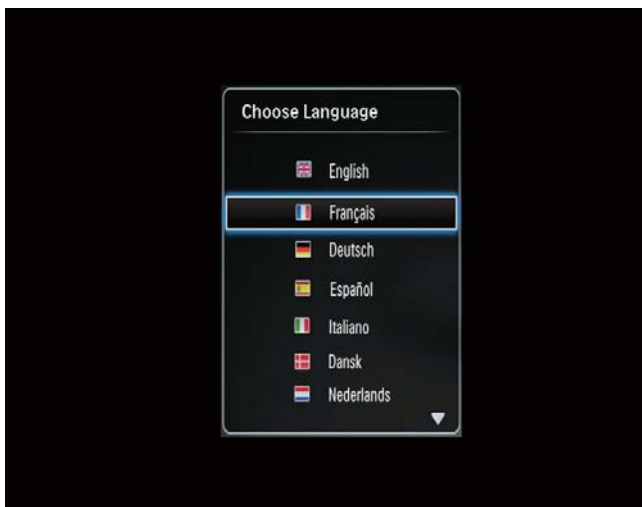 Choose Language
English
Français
Deutsch
Español
Italiano
Dansk
Nederlands